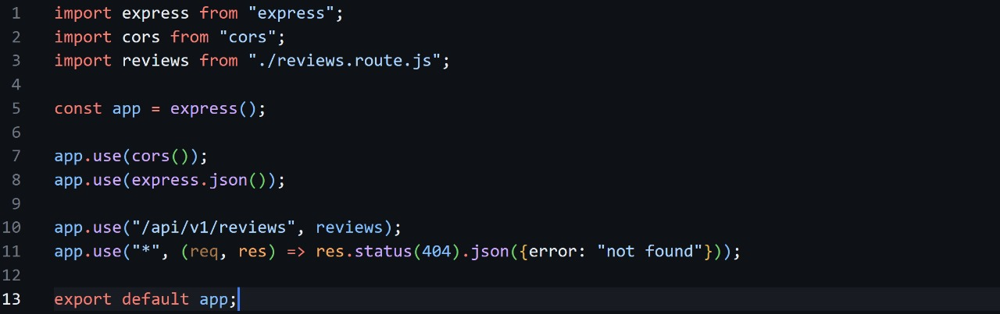 1 import express from "express";
2 import cors from "cors";
3 import reviews from "./reviews.route.js";
4
5 const app = express();
6
7 app.use(cors());
8 app.use(express.json());
9
10 app.use("/api/v1/reviews", reviews);
11 app.use("*", (req, res) => res.status(404).json({error: "not found"}));
12
13 export default app;